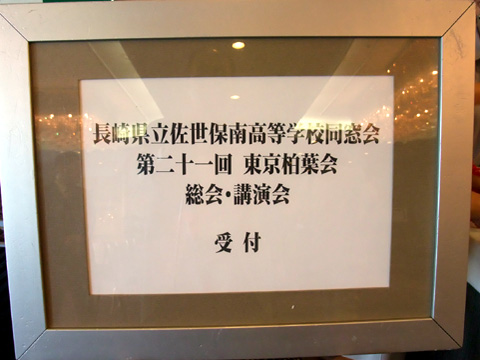 長崎県立佐世保南高等学校同窓会
第二十一回 東京柏葉会
総会・講演会
受付